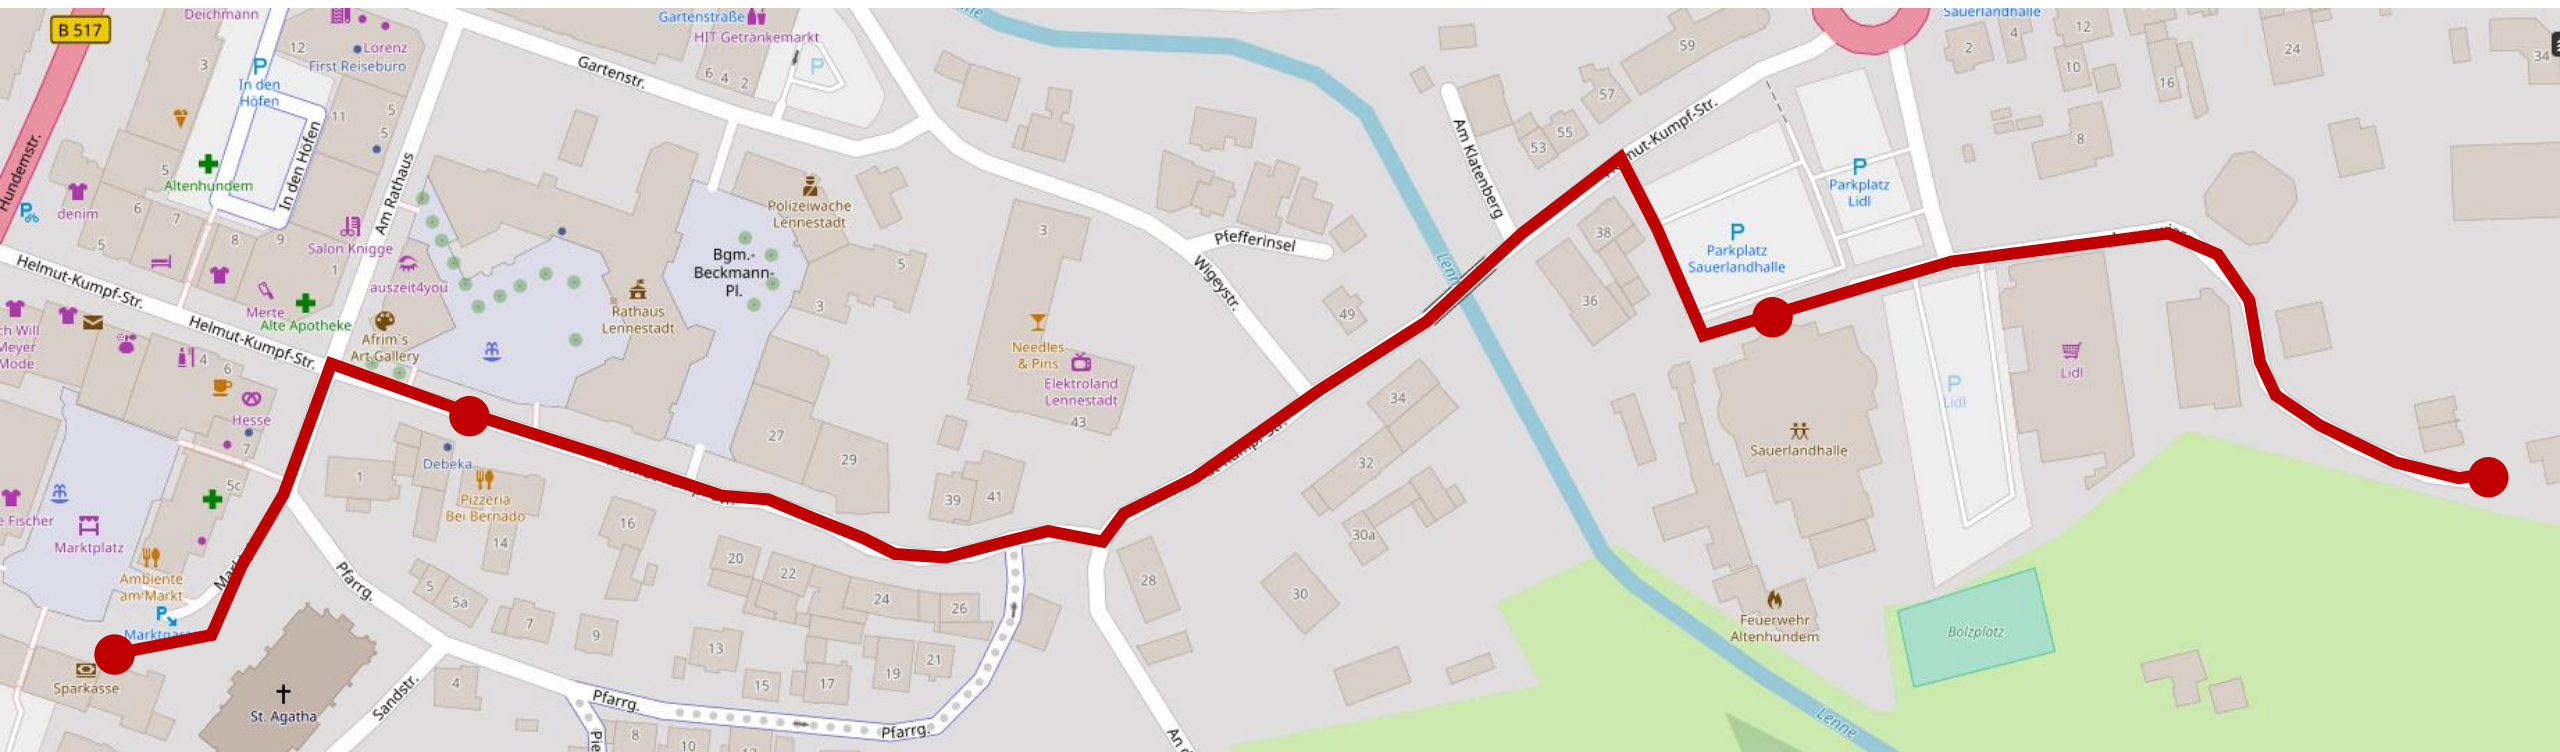 B 517
Deichmann
12
Lorenz
First Reisebüro
3
In den
Höfen
11
5
5
In den Höfen
Hundemstr.
5
Altenhundem
denim
6
7
5
8
9
Salon Knigge
1
Am Rathaus
auszeit4you
Merte
Alte Apotheke
Afrim´s
Art Gallery
Helmut-Kumpf-Str.
Helmut-Kumpf-Str.
4
6
Hesse
7
5c
Marktplatz
Ambiente
am Markt
Sparkasse
St. Agatha
Pfarrg.
Sandstr.
Gartenstraße
HIT Getränkemarkt
6 4 2
P
Gartenstr.
Polizeiwache
Lennestadt
Bgm.-
Beckmann-
Pl.
Rathaus
Lennestadt
5
3
3
Needles
& Pins
Elektroland
Lennestadt
43
27
29
39
41
1
Debeka
Pizzeria
Bei Bernado
14
16
20
22
24
26
5
5a
7
9
13
15
17
19
21
4
Pfarrg.
Pfarrg.
8
10
Pfefferinsel
Wigeystr.
49
34
32
30a
30
28
Am Klatenberg
53
55
57
59
38
36
P
Parkplatz
Sauerlandhalle
P
Parkplatz
Lidl
P
Lidl
Lidl
Sauerlandhalle
Feuerwehr
Altenhundem
Bolzplatz
Lenne
Sauerlandhalle
2
4
12
10
16
8
24
34